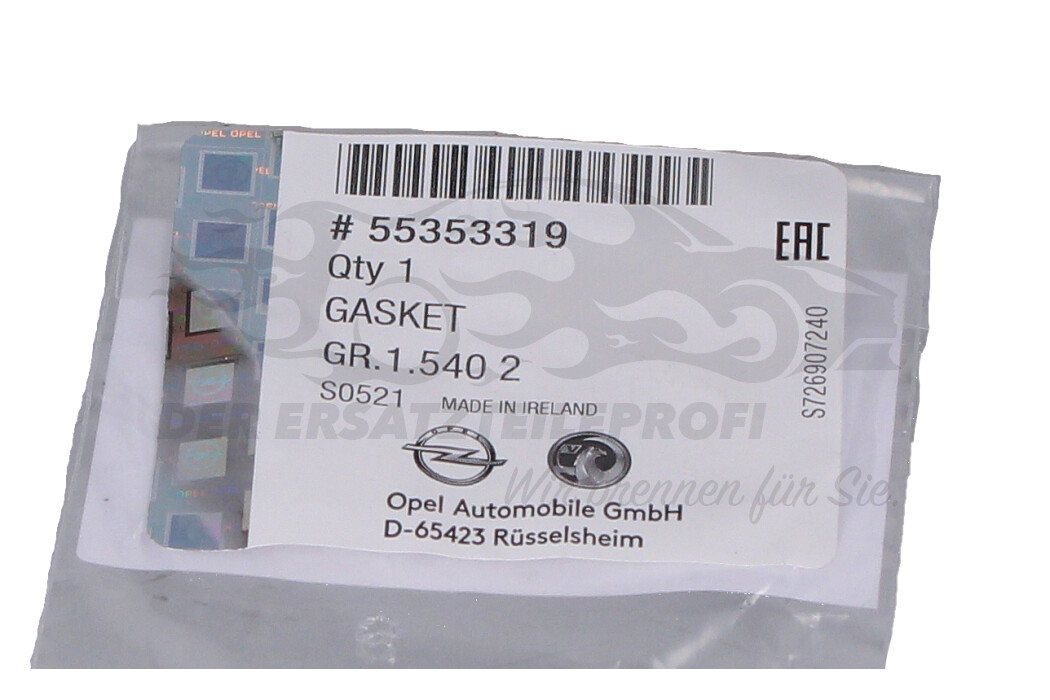 OPEL OPEL
# 55353319
Qty 1
GASKET
GR.1.540 2
S0521 MADE IN IRELAND
EAC
S726907240
OPEL
Opel Automobile GmbH
D-65423 Rüsselsheim
DER ERSATZTEILEPROFI
Wir brennen für Sie.